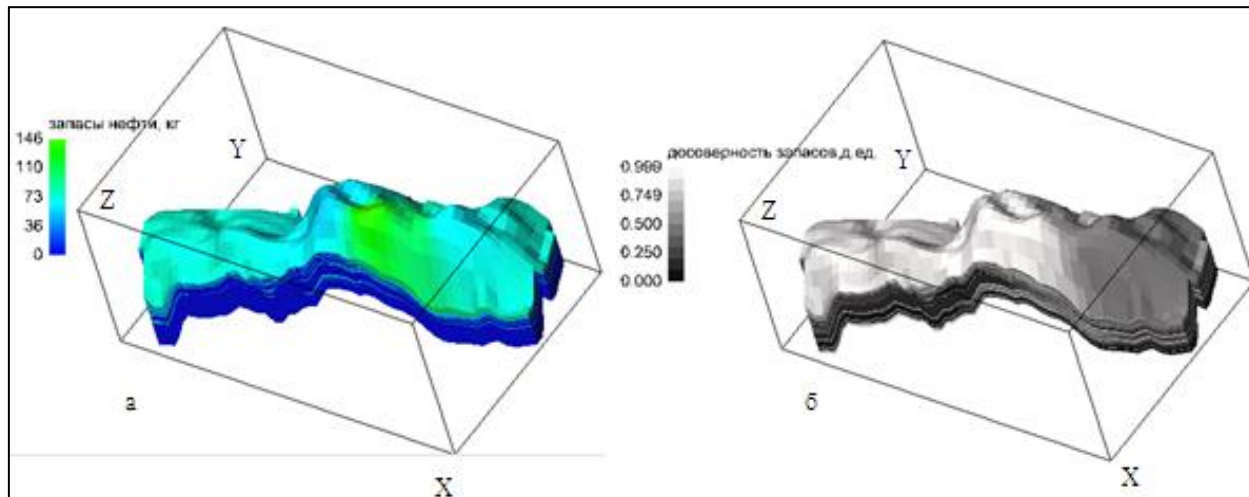 запасы нефти, кг
146
110
73
36
0
Y
Z
X
а
досоверность запасов,д.ед.
0.999
0.749
0.500
0.250
0.000
Y
Z
X
б